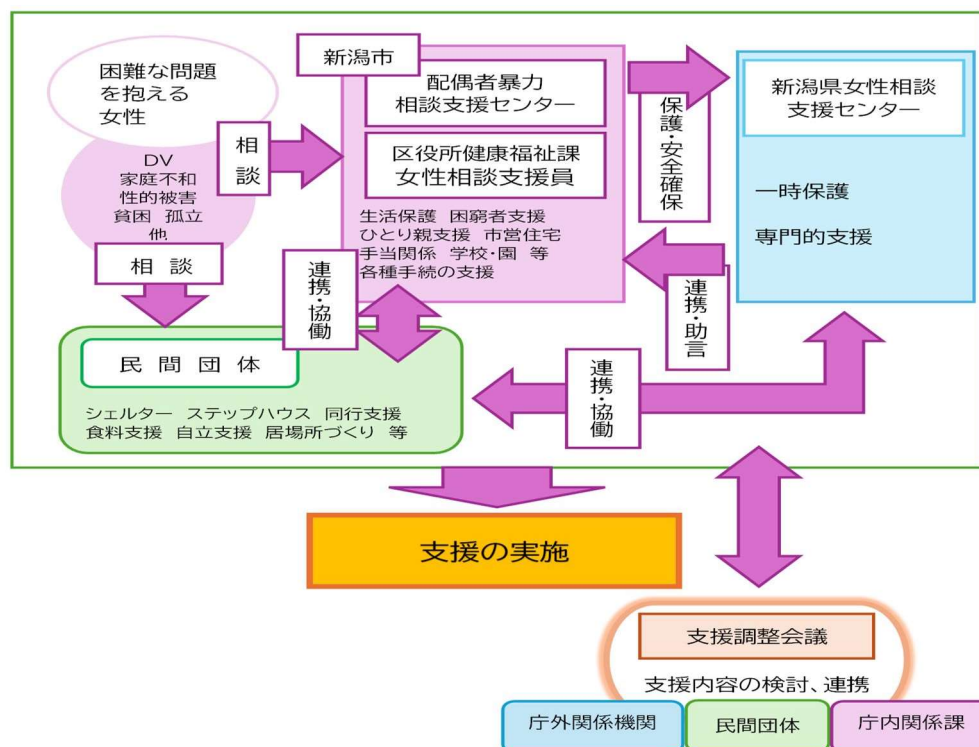 困難な問題
を抱える
女性
DV
家庭不和
性的被害
貧困 孤立
他
相談
相談
新潟市
配偶者暴力
相談支援センター
区役所健康福祉課
女性相談支援員
生活保護 困窮者支援
ひとり親支援 市営住宅
手当関係 学校・園 等
各種手続の支援
保護・安全確保
新潟県女性相談
支援センター
一時保護
専門的支援
連携・助言
連携・協働
民間団体
シェルター ステップハウス 同行支援
食料支援 自立支援 居場所づくり 等
連携・協働
支援の実施
支援調整会議
支援内容の検討、連携
庁外関係機関
民間団体
庁内関係課